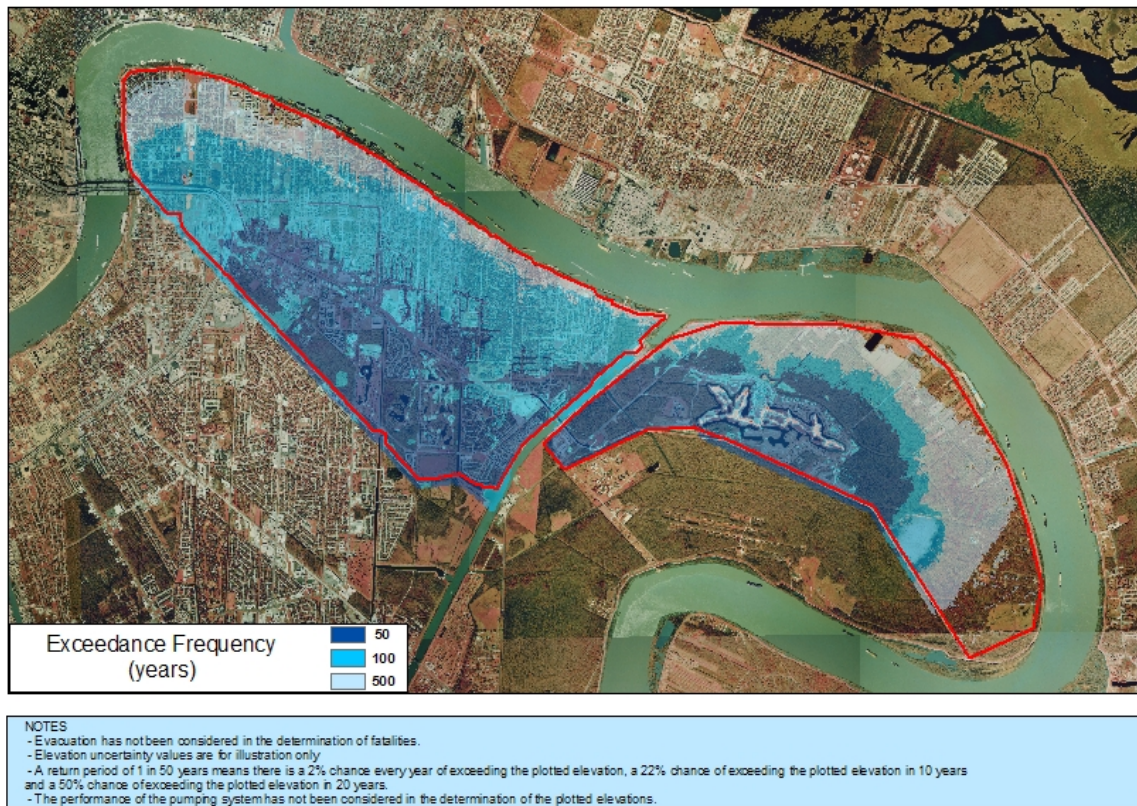 Exceedance Frequency
(years)
50
100
500
NOTES
- Evacuation has not been considered in the determination of fatalities.
- Elevation uncertainty values are for illustration only
- A return period of 1 in 50 years means there is a 2% chance every year of exceeding the plotted elevation, a 22% chance of exceeding the plotted elevation in 10 years
and a 50% chance of exceeding the plotted elevation in 20 years.
- The performance of the pumping system has not been considered in the determination of the plotted elevations.